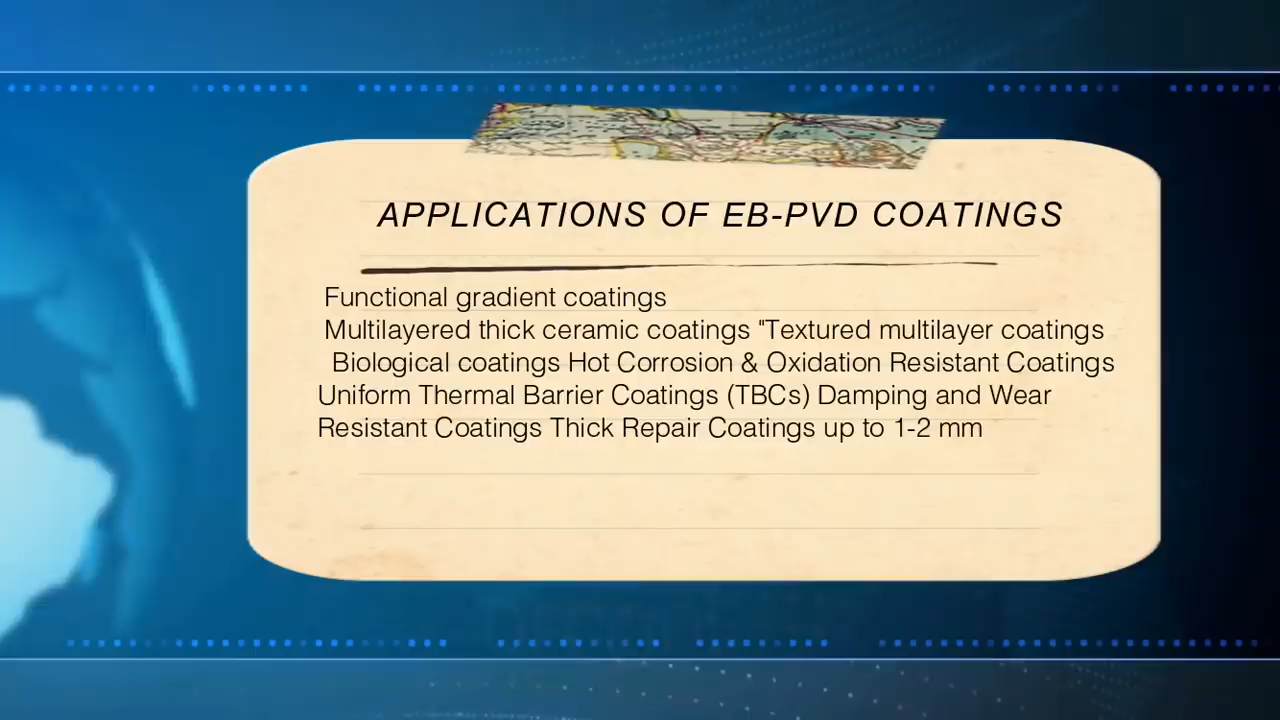 APPLICATIONS OF EB-PVD COATINGS
Functional gradient coatings
Multilayered thick ceramic coatings "Textured multilayer coatings
Biological coatings Hot Corrosion & Oxidation Resistant Coatings
Uniform Thermal Barrier Coatings (TBCs) Damping and Wear
Resistant Coatings Thick Repair Coatings up to 1-2 mm